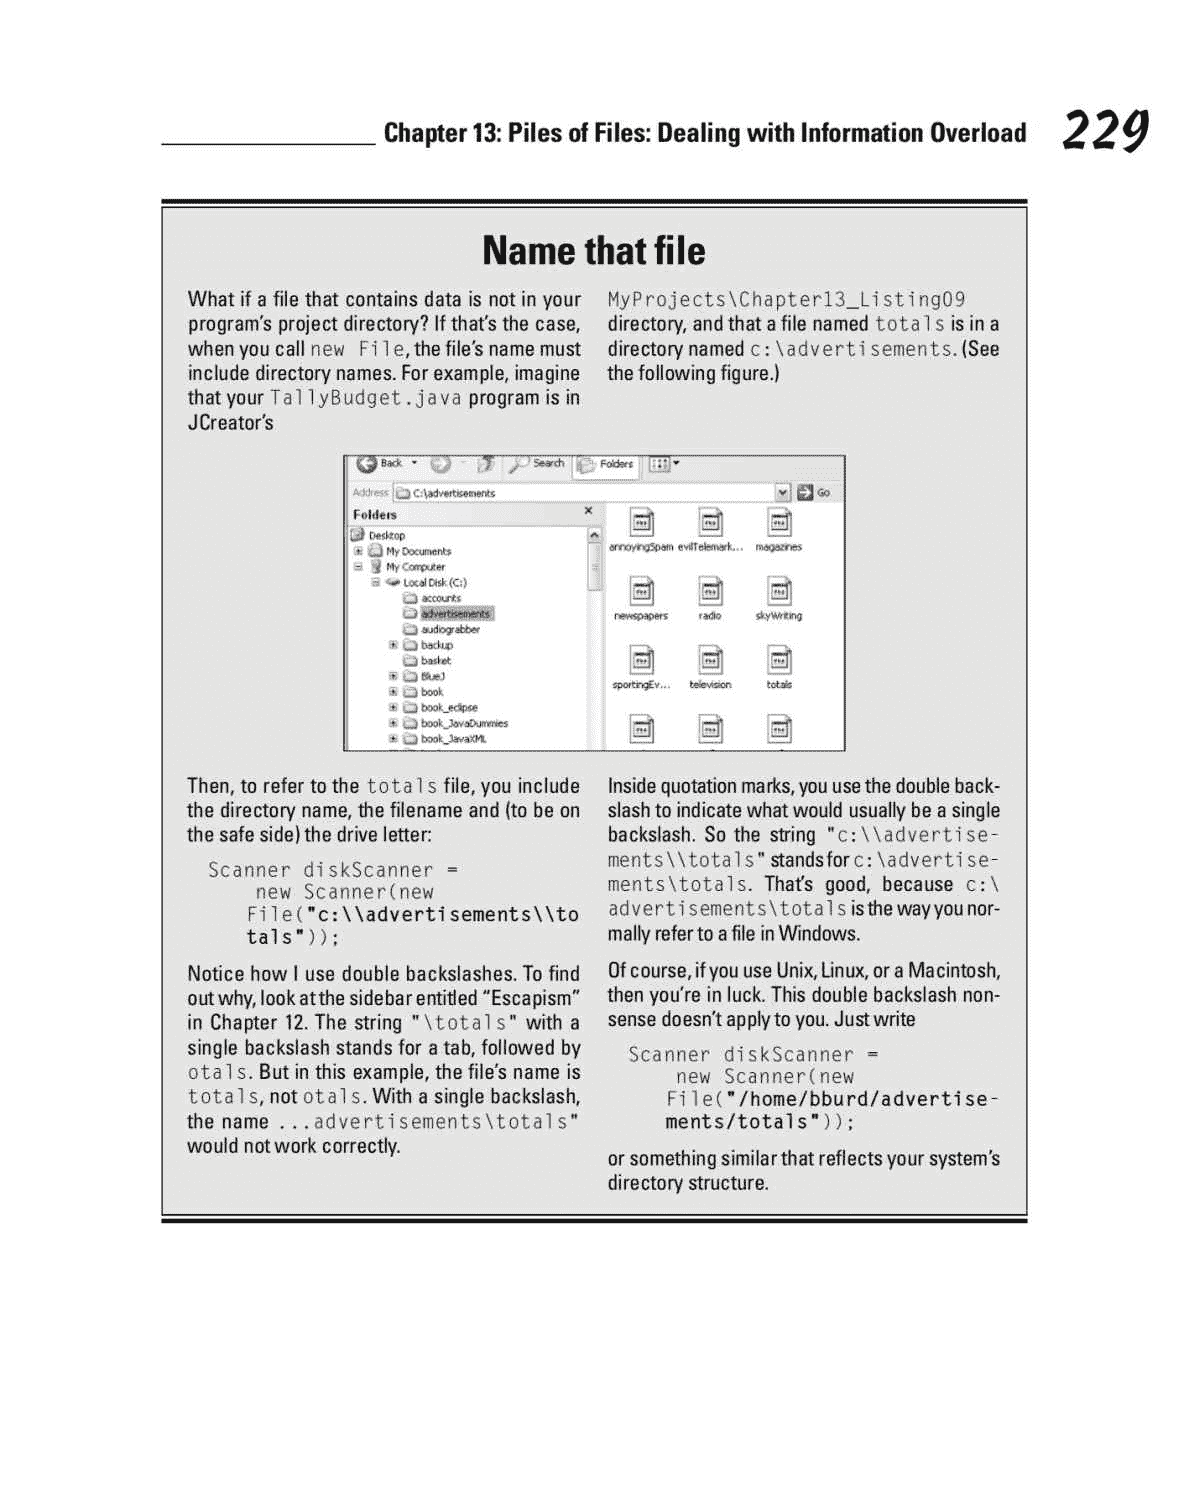 Chapter 13: Piles of Files: Dealing with Information Overload 229
Name that file
What if a file that contains data is not in your
program's project directory? If that's the case,
when you call new File, the file's name must
include directory names. For example, imagine
that your TallyBudget.java program is in
JCreator's
MyProjects\Chapter13_Listing09
directory, and that a file named totals is in a
directory named c:\advertisements. (See
the following figure.)
Back Search Folders
Address C:\advertisements Go
Folders
Desktop
My Documents
My Computer
Local Disk (C:)
accounts
advertisements
audiograbber
backup
basket
BlueJ
book
book_eclipse
book_JavaDummies
book_JavaXML
annoyingSpam evilTelemark... magazines
newspapers radio skyWriting
sportingEv... television totals
Then, to refer to the totals file, you include
the directory name, the filename and (to be on
the safe side) the drive letter:
Scanner diskScanner =
new Scanner(new
File("c:\\advertisements\\to
tals"));
Notice how I use double backslashes. To find
out why, look at the sidebar entitled “Escapism”
in Chapter 12. The string "\totals" with a
single backslash stands for a tab, followed by
otals. But in this example, the file's name is
totals, not otals. With a single backslash,
the name ...advertisements\totals"
would not work correctly.
Inside quotation marks, you use the double back-
slash to indicate what would usually be a single
backslash. So the string "c:\\advertise-
ments\\totals" stands for c:\advertise-
ments\totals. That's good, because c:\
advertisements\totals is the way you nor-
mally refer to a file in Windows.
Of course, if you use Unix, Linux, or a Macintosh,
then you're in luck. This double backslash non-
sense doesn't apply to you. Just write
Scanner diskScanner =
new Scanner(new
File("/home/bburd/advertise-
ments/totals"));
or something similar that reflects your system's
directory structure.